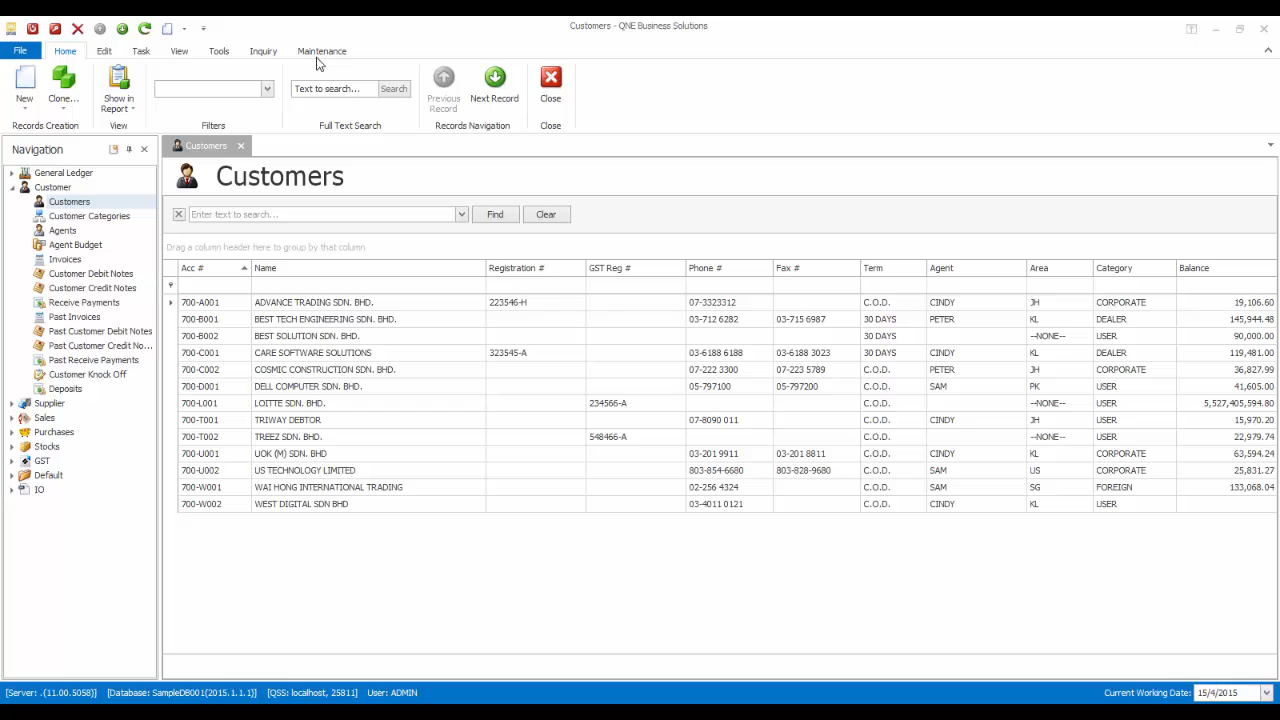 Customers - QNE Business Solutions
File Home Edit Task View Tools Inquiry Maintenance
New Clone... Show in Report Text to search... Search Previous Record Next Record Close
Records Creation View Filters Full Text Search Records Navigation Close
Navigation
General Ledger
Customer
Customers
Customer Categories
Agents
Agent Budget
Invoices
Customer Debit Notes
Customer Credit Notes
Receive Payments
Past Invoices
Past Customer Debit Notes
Past Customer Credit No...
Past Receive Payments
Customer Knock Off
Deposits
Supplier
Sales
Purchases
Stocks
GST
Default
IO
Customers
Customers
Enter text to search... Find Clear
Drag a column header here to group by that column
Acc # Name Registration # GST Reg # Phone # Fax # Term Agent Area Category Balance
700-A001 ADVANCE TRADING SDN. BHD. 223546-H 07-3323312 C.O.D. CINDY JH CORPORATE 19,106.60
700-B001 BEST TECH ENGINEERING SDN. BHD. 03-712 6282 03-715 6987 30 DAYS PETER KL DEALER 145,944.48
700-B002 BEST SOLUTION SDN. BHD. 30 DAYS --NONE-- USER 90,000.00
700-C001 CARE SOFTWARE SOLUTIONS 323545-A 03-6188 6188 03-6188 3023 30 DAYS CINDY KL DEALER 119,481.00
700-C002 COSMIC CONSTRUCTION SDN. BHD. 07-222 3300 07-223 5789 C.O.D. PETER JH CORPORATE 36,827.99
700-D001 DELL COMPUTER SDN. BHD. 05-797100 05-797200 C.O.D. SAM PK USER 41,605.00
700-L001 LOITTE SDN. BHD. 234566-A C.O.D. --NONE-- USER 5,527,405,594.80
700-T001 TRIWAY DEBTOR 07-8090 011 C.O.D. CINDY JH USER 15,970.20
700-T002 TREEZ SDN. BHD. 548466-A C.O.D. --NONE-- USER 22,979.74
700-U001 UOK (M) SDN. BHD 03-201 9911 03-201 8811 C.O.D. CINDY KL CORPORATE 63,594.24
700-U002 US TECHNOLOGY LIMITED 803-854-6680 803-828-9680 C.O.D. SAM US CORPORATE 25,831.27
700-W001 WAI HONG INTERNATIONAL TRADING 02-256 4324 C.O.D. SAM SG FOREIGN 133,068.04
700-W002 WEST DIGITAL SDN BHD 03-4011 0121 C.O.D. CINDY KL USER
[Server: .(11.00.5058)] [Database: SampleDB001(2015.1.1.1)] [QSS: localhost, 25811] User: ADMIN Current Working Date: 15/4/2015